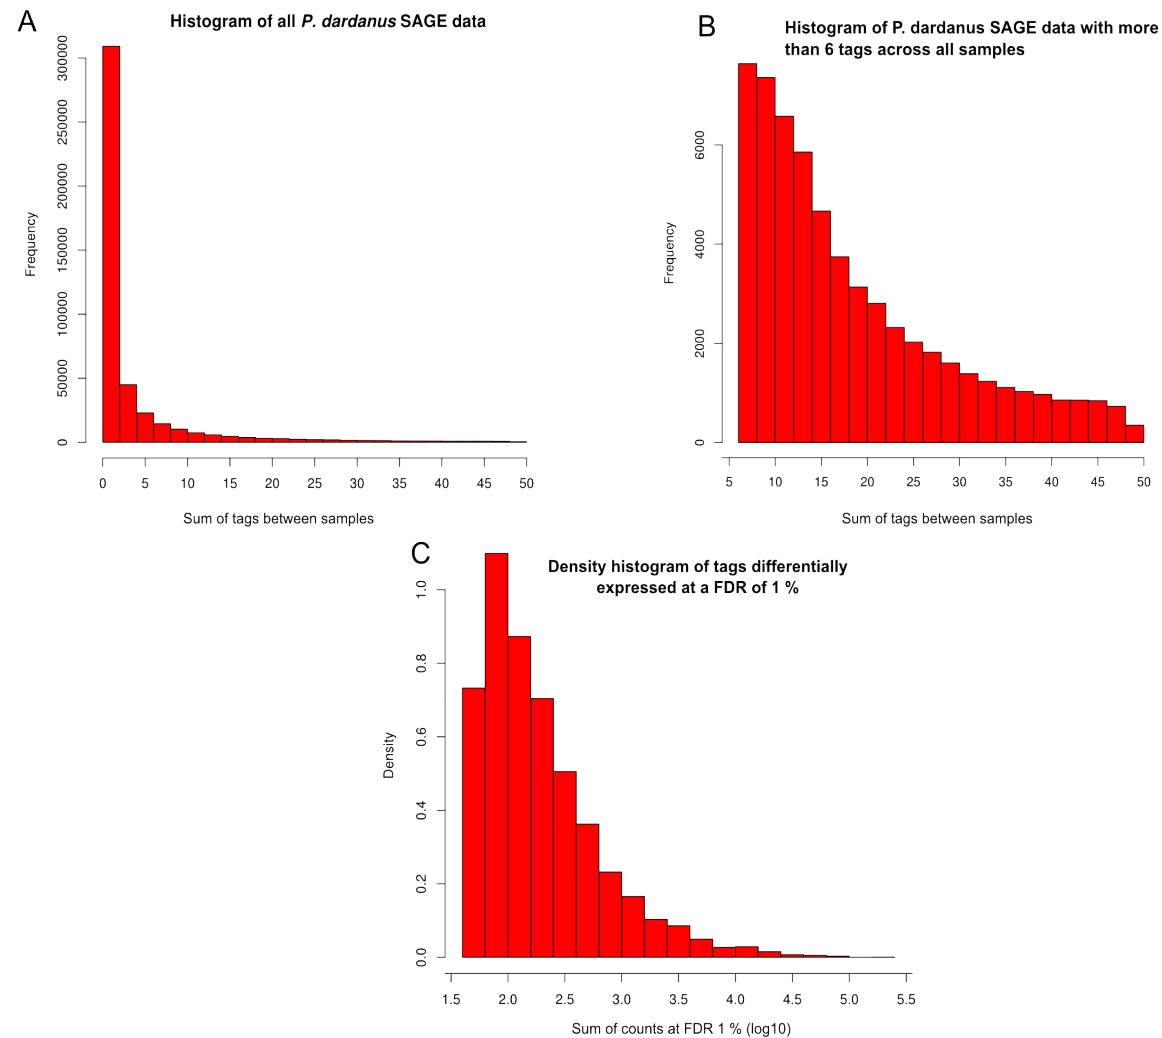 A
Histogram of all P. dardanus SAGE data
Frequency
300000
250000
200000
150000
100000
50000
0
0 5 10 15 20 25 30 35 40 45 50
Sum of tags between samples
B
Histogram of P. dardanus SAGE data with more
than 6 tags across all samples
Frequency
6000
4000
2000
0
5 10 15 20 25 30 35 40 45 50
Sum of tags between samples
C
Density histogram of tags differentially
expressed at a FDR of 1 %
Density
1.0
0.8
0.6
0.4
0.2
0.0
1.5 2.0 2.5 3.0 3.5 4.0 4.5 5.0 5.5
Sum of counts at FDR 1 % (log10)